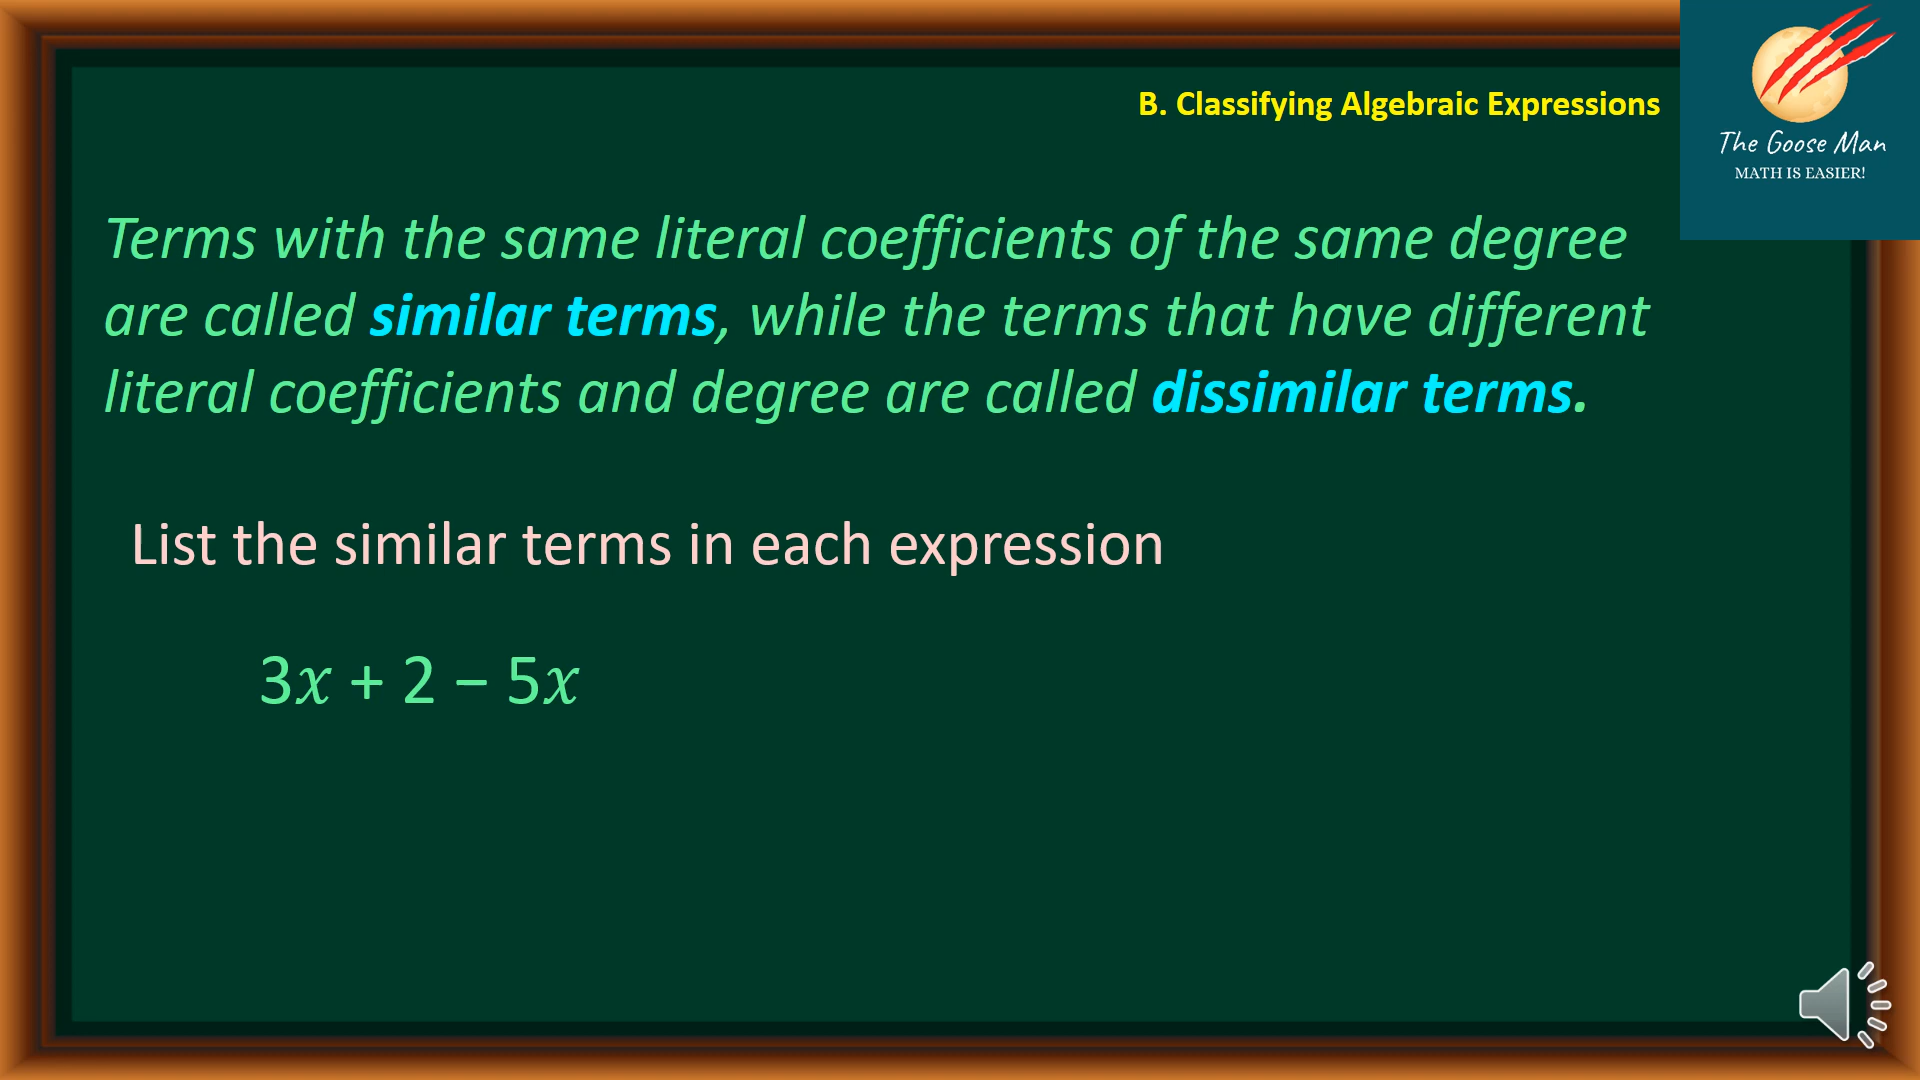 B. Classifying Algebraic Expressions
The Goose Man
MATH IS EASIER!
Terms with the same literal coefficients of the same degree
are called similar terms, while the terms that have different
literal coefficients and degree are called dissimilar terms.
List the similar terms in each expression
3𝑥 + 2 – 5𝑥